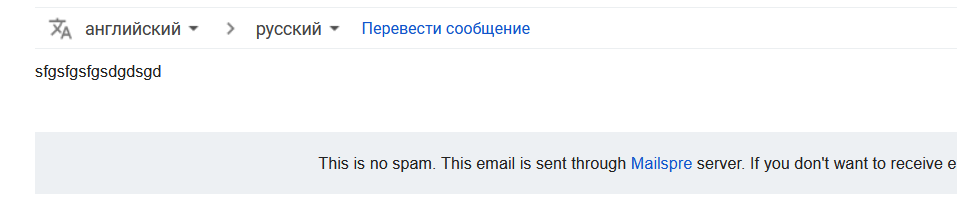 английский русский Перевести сообщение
sfgsfgsfgsdgdsgd
This is no spam. This email is sent through Mailspre server. If you don't want to receive e